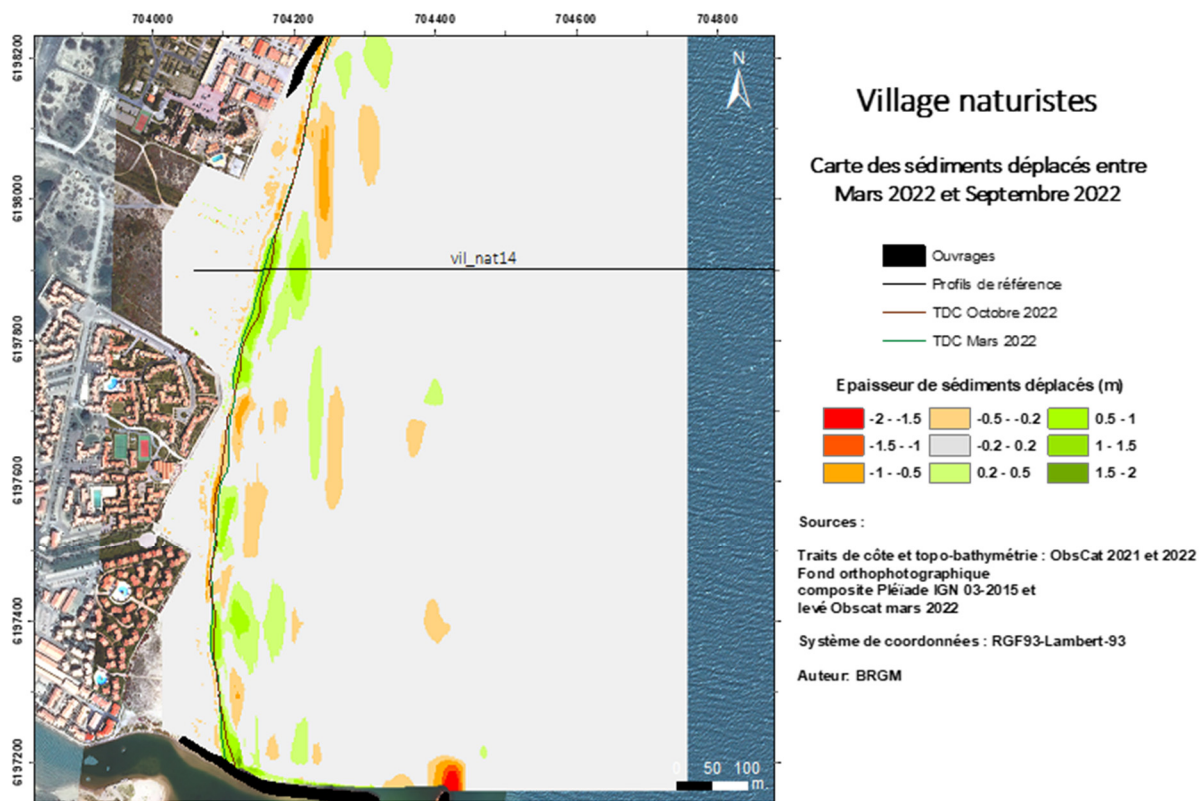 704000 704200 704400 704600 704800
6198200
6198000
6197800
6197600
6197400
6197200
N
vil_nat14
0 50 100
m
Village naturistes
Carte des sédiments déplacés entre
Mars 2022 et Septembre 2022
Ouvrages
Profils de référence
TDC Octobre 2022
TDC Mars 2022
Epaisseur de sédiments déplacés (m)
-2 - -1.5 -0.5 - -0.2 0.5 - 1
-1.5 - -1 -0.2 - 0.2 1 - 1.5
-1 - -0.5 0.2 - 0.5 1.5 - 2
Sources :
Traits de côte et topo-bathymétrie : ObsCat 2021 et 2022
Fond orthophotographique
composite Pléïade IGN 03-2015 et
levé Obscat mars 2022
Système de coordonnées : RGF93-Lambert-93
Auteur: BRGM